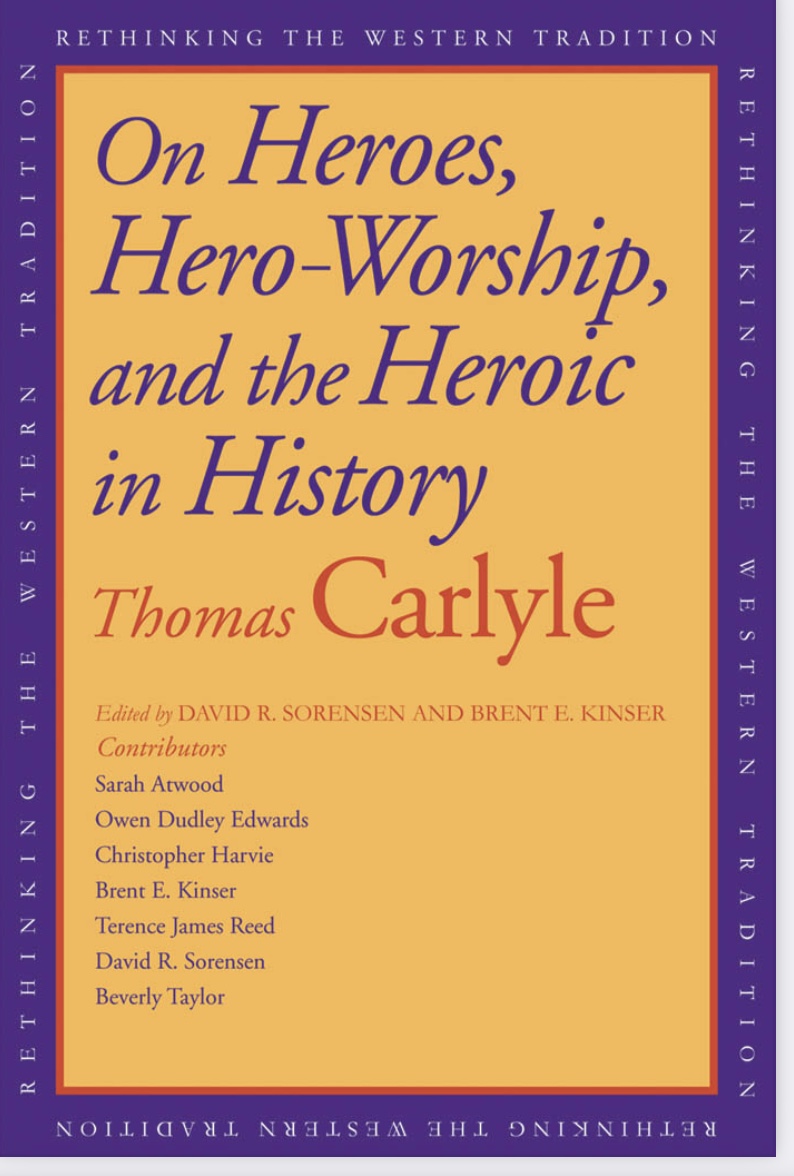 RETHINKING THE WESTERN TRADITION
On Heroes,
Hero-Worship,
and the Heroic
in History
Thomas Carlyle
Edited by DAVID R. SORENSEN AND BRENT E. KINSER
Contributors
Sarah Atwood
Owen Dudley Edwards
Christopher Harvie
Brent E. Kinser
Terence James Reed
David R. Sorensen
Beverly Taylor
RETHINKING THE WESTERN TRADITION
RETHINKING THE WESTERN TRADITION
RETHINKING THE WESTERN TRADITION